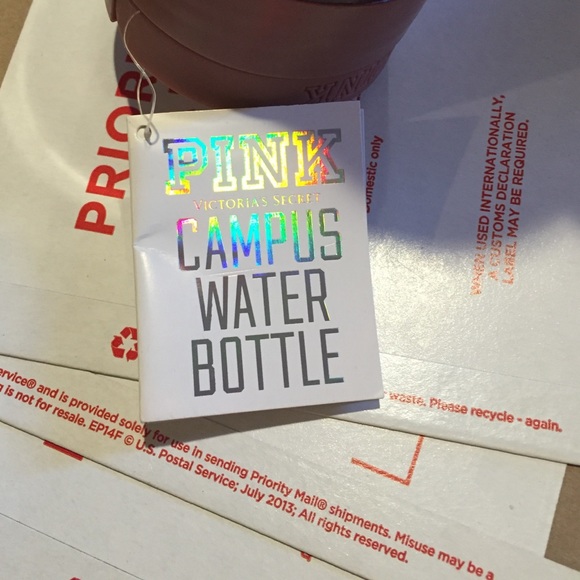 PRIOR
PRIOR
PINK
VICTORIA'S SECRET
CAMPUS
WATER
BOTTLE
domestic only
WHEN USED INTERNATIONALLY,
A CUSTOMS DECLARATION
LABEL MAY BE REQUIRED.
waste. Please recycle - again.
ervice® and is provided solely for use in sending Priority Mail® shipments. Misuse may be a
g is not for resale. EP14F © U.S. Postal Service; July 2013; All rights reserved.